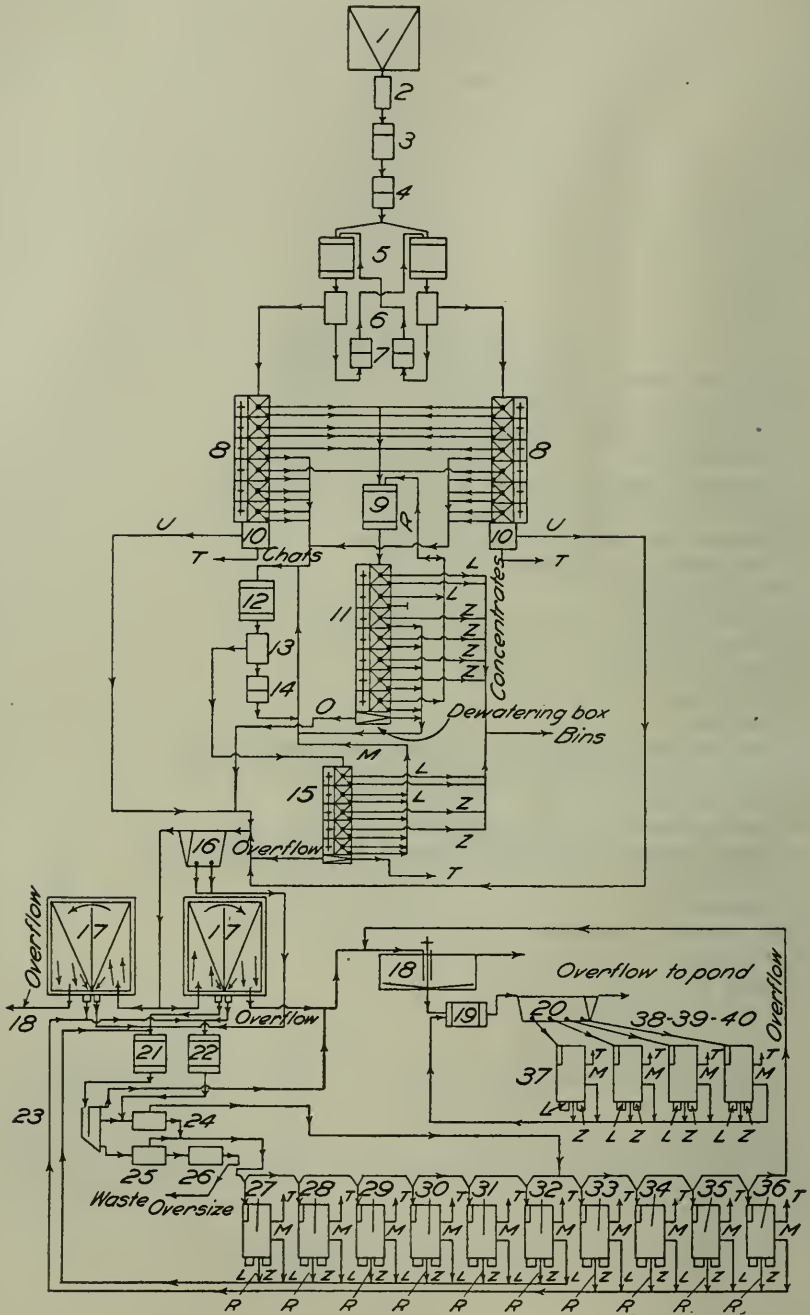 1
2
3
4
5
6
7
8
8
9
R
U
10
10
U
T
Chats
T
Concentrates
L
L
Z
Z
Z
Z
11
12
13
14
O
Dewatering box
Bins
M
15
L
L
Z
Z
16
Overflow
T
17
17
Overflow
18
Overflow
18
Overflow to pond
Overflow
19
20
38-39-40
37
T
T
T
T
M
M
M
M
L
Z
L
Z
L
Z
L
Z
21
22
23
24
25
26
Waste Oversize
27
28
29
30
31
32
33
34
35
36
T
T
T
T
T
T
T
T
T
T
M
M
M
M
M
M
M
M
M
M
L
Z
L
Z
L
Z
L
Z
L
Z
L
Z
L
Z
L
Z
L
Z
L
Z
R
R
R
R
R
R
R
R
R
R